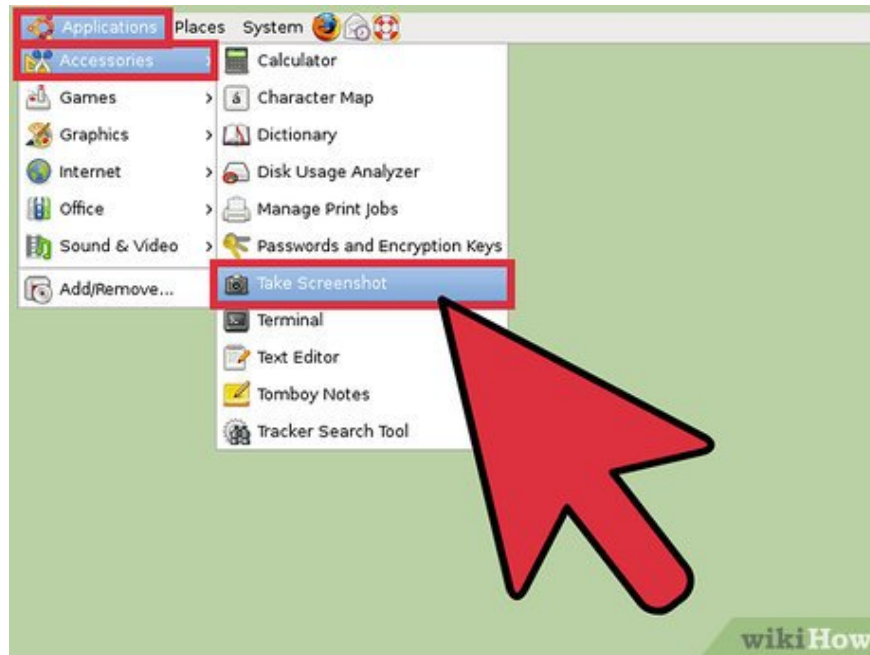 Applications Places System
Accessories
Games
Graphics
Internet
Office
Sound & Video
Add/Remove...
Calculator
Character Map
Dictionary
Disk Usage Analyzer
Manage Print Jobs
Passwords and Encryption Keys
Take Screenshot
Terminal
Text Editor
Tomboy Notes
Tracker Search Tool
wikiHow